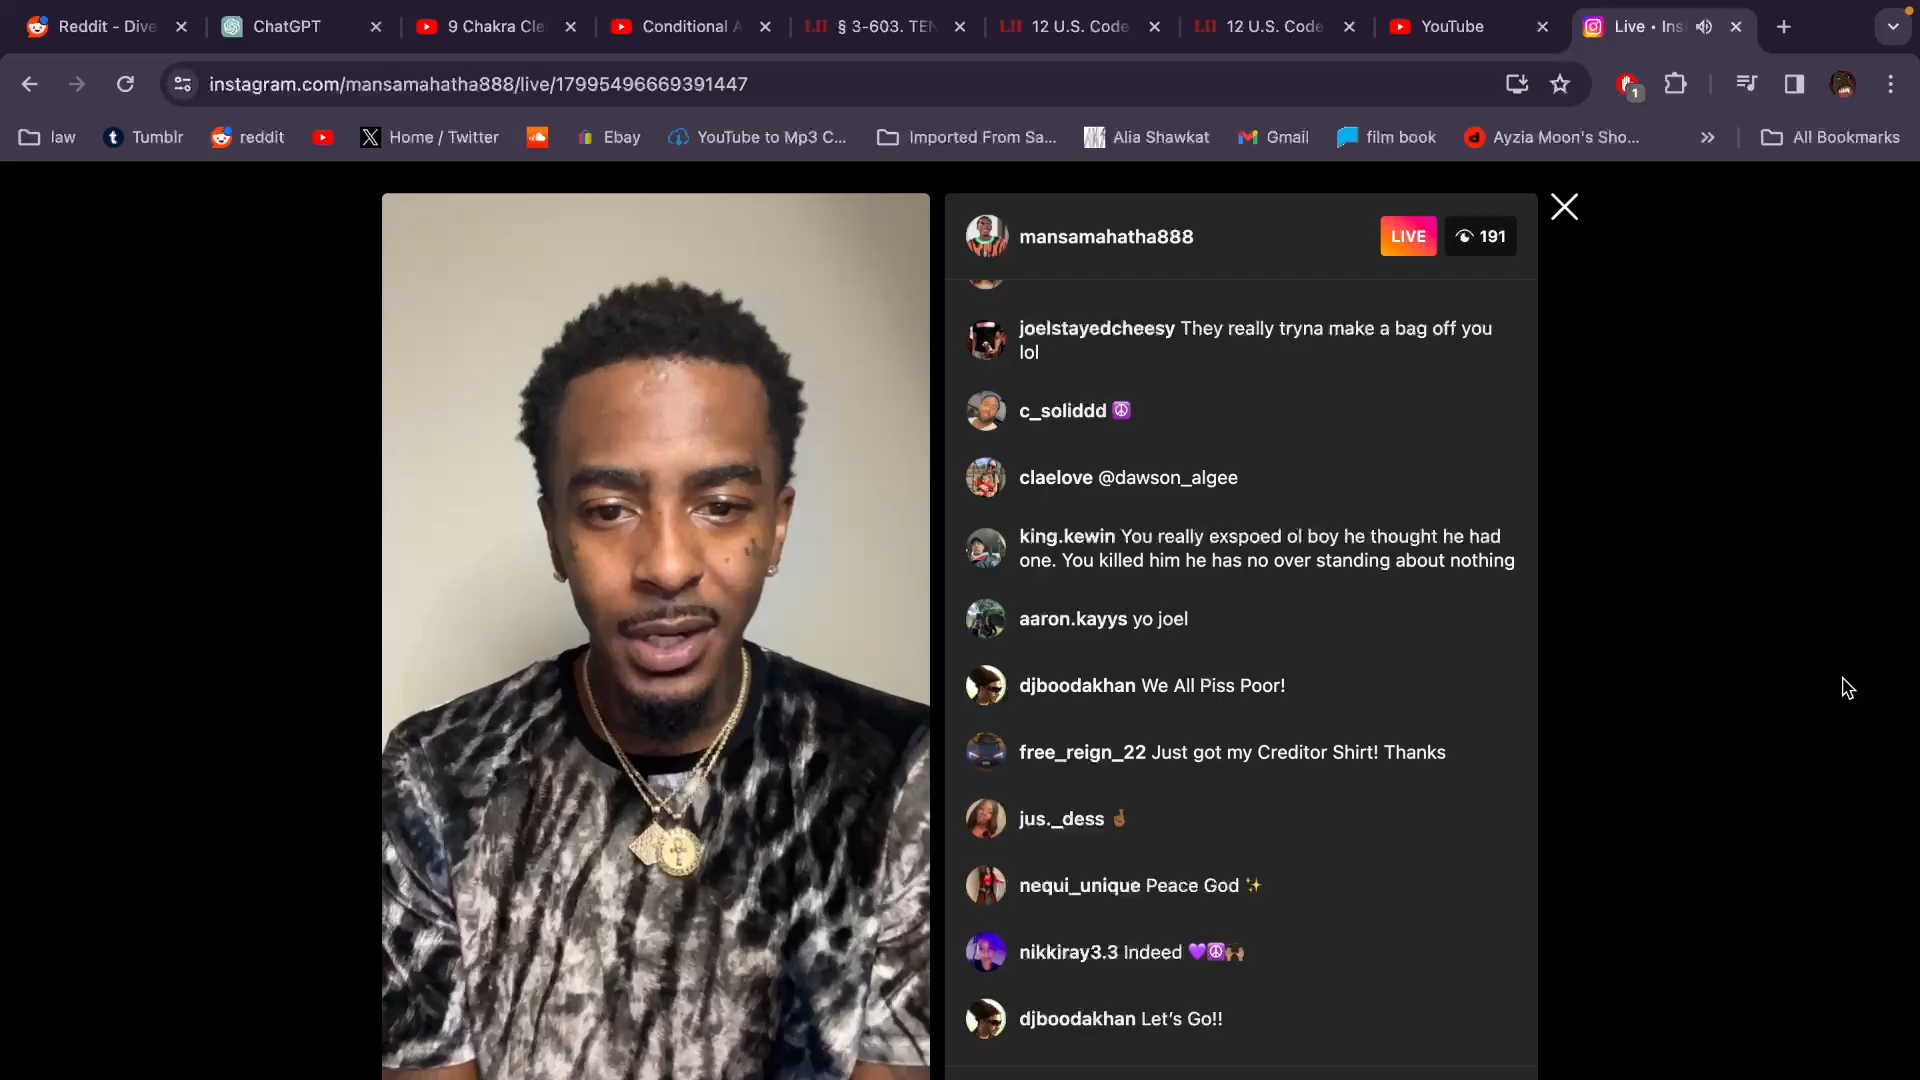 Reddit - Dive
ChatGPT
9 Chakra Cle
Conditional A
LII § 3-603. TEN
LII 12 U.S. Code
LII 12 U.S. Code
YouTube
Live • Ins
instagram.com/mansamahatha888/live/17995496669391447
1
law
Tumblr
reddit
Home / Twitter
Ebay
YouTube to Mp3 C...
Imported From Sa...
Alia Shawkat
Gmail
film book
Ayzia Moon's Sho...
All Bookmarks
mansamahatha888
LIVE
191
joelstayedcheesy They really tryna make a bag off you
lol
c_soliddd ☮
claelove @dawson_algee
king.kewin You really exspoed ol boy he thought he had
one. You killed him he has no over standing about nothing
aaron.kayys yo joel
djboodakhan We All Piss Poor!
free_reign_22 Just got my Creditor Shirt! Thanks
jus._dess 🤞🏾
nequi_unique Peace God ✨
nikkiray3.3 Indeed 💜☮🙌🏾
djboodakhan Let's Go!!